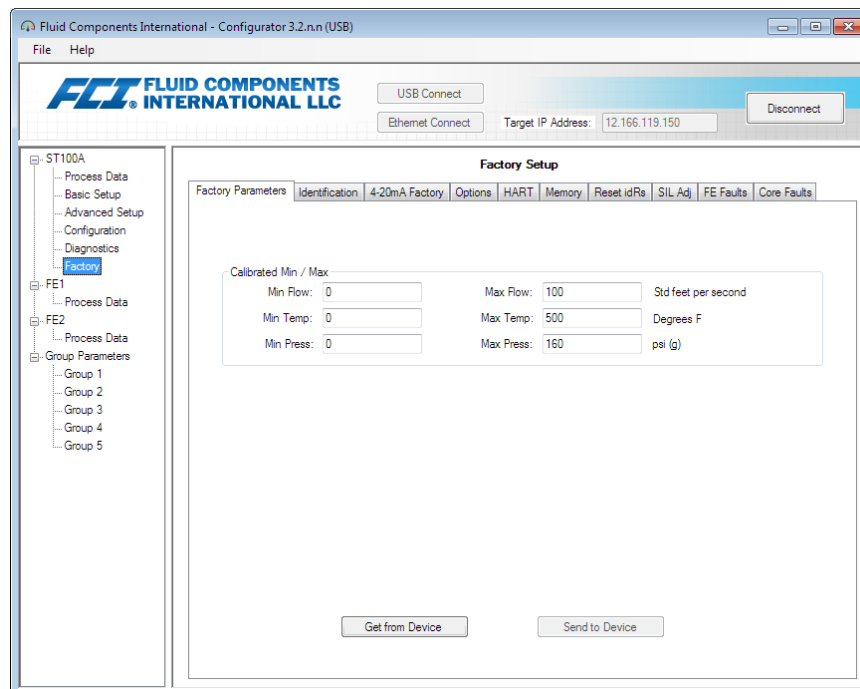 Fluid Components International - Configurator 3.2.n.n (USB)
File Help
FCI® FLUID COMPONENTS
INTERNATIONAL LLC
USB Connect
Ethernet Connect
Target IP Address: 12.166.119.150
Disconnect
ST100A
Process Data
Basic Setup
Advanced Setup
Configuration
Diagnostics
Factory
FE1
Process Data
FE2
Process Data
Group Parameters
Group 1
Group 2
Group 3
Group 4
Group 5
Factory Setup
Factory Parameters Identification 4-20mA Factory Options HART Memory Reset idRs SIL Adj FE Faults Core Faults
Calibrated Min / Max
Min Flow: 0 Max Flow: 100 Std feet per second
Min Temp: 0 Max Temp: 500 Degrees F
Min Press: 0 Max Press: 160 psi (g)
Get from Device Send to Device